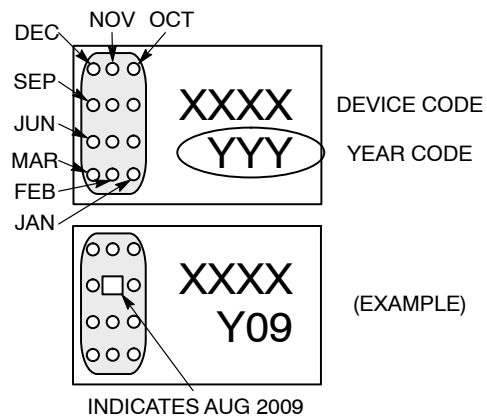 NOV OCT
DEC
SEP
JUN
MAR
FEB
JAN
XXXX DEVICE CODE
YYY YEAR CODE
XXXX
Y09
(EXAMPLE)
INDICATES AUG 2009